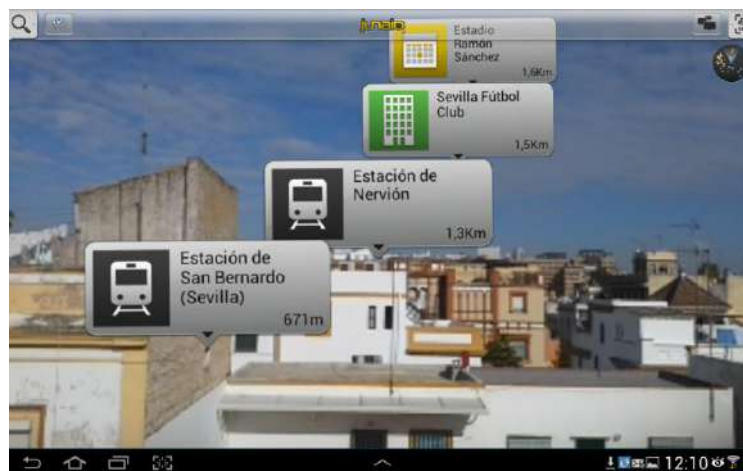 junaio
Estadio
Ramón
Sánchez
1,6Km
Sevilla Fútbol
Club
1,5Km
Estación de
Nervión
1,3Km
Estación de
San Bernardo
(Sevilla)
671m
12:10